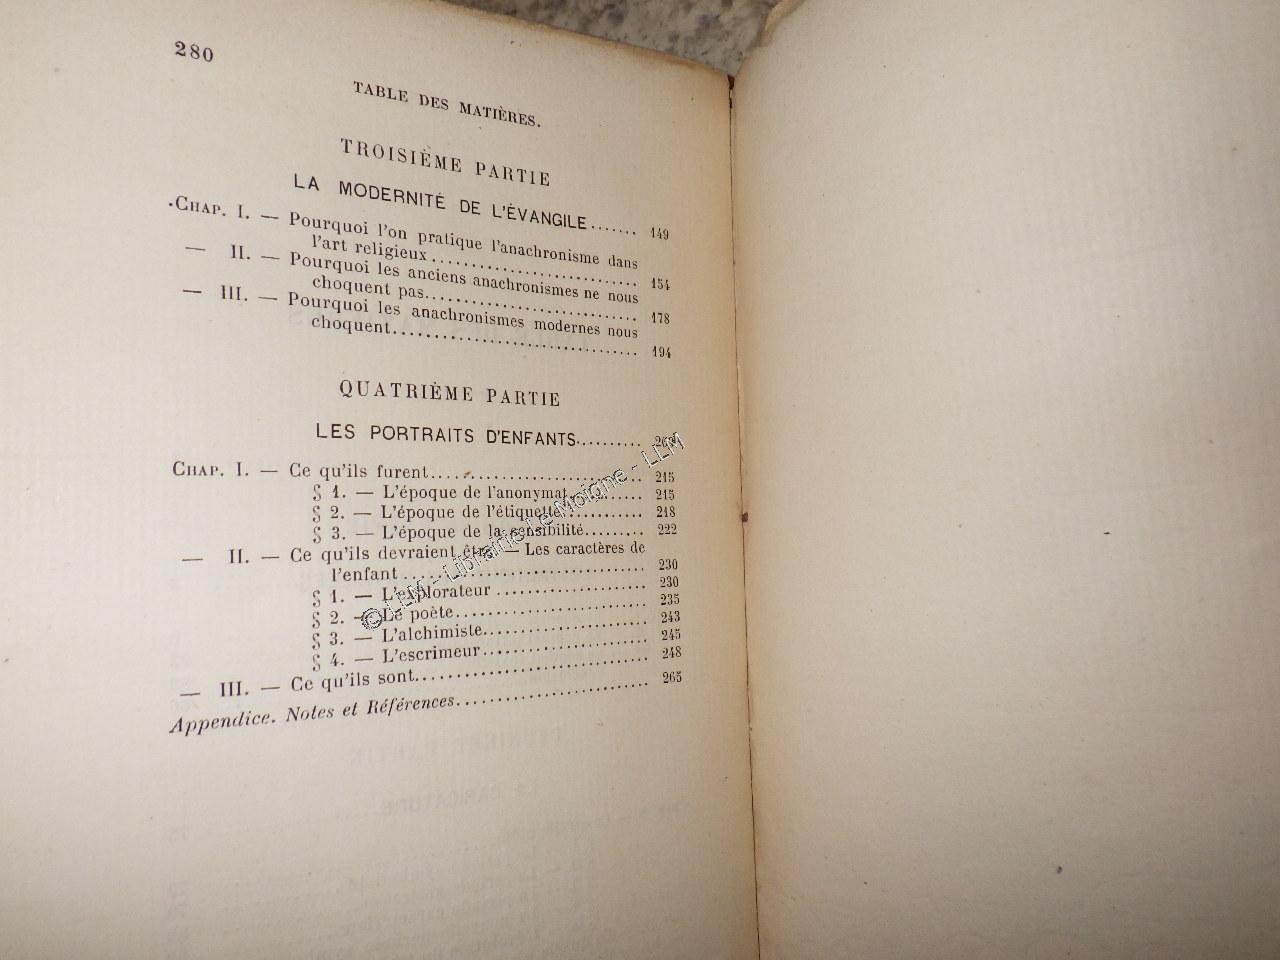 280
TABLE DES MATIÈRES.
TROISIÈME PARTIE
LA MODERNITÉ DE L'ÉVANGILE....... 149
CHAP. I. — Pourquoi l'on pratique l'anachronisme dans
l'art religieux............................ 154
— II. — Pourquoi les anciens anachronismes ne nous
choquent pas............................ 178
— III. — Pourquoi les anachronismes modernes nous
choquent................................ 194
QUATRIÈME PARTIE
LES PORTRAITS D'ENFANTS..........
CHAP. I. — Ce qu'ils furent........................ 215
§ 1. — L'époque de l'anonymat.......... 215
§ 2. — L'époque de l'étiquette........... 218
§ 3. — L'époque de la sensibilité......... 222
— II. — Ce qu'ils devraient être. — Les caractères de
l'enfant ............................... 230
§ 1. — L'explorateur .................... 230
§ 2. — Le poète......................... 235
§ 3. — L'alchimiste...................... 243
§ 4. — L'escrimeur...................... 245
— III. — Ce qu'ils sont......................... 248
Appendice. Notes et Références........................ 265
© LLM - Librairie Le Moigne - LLM